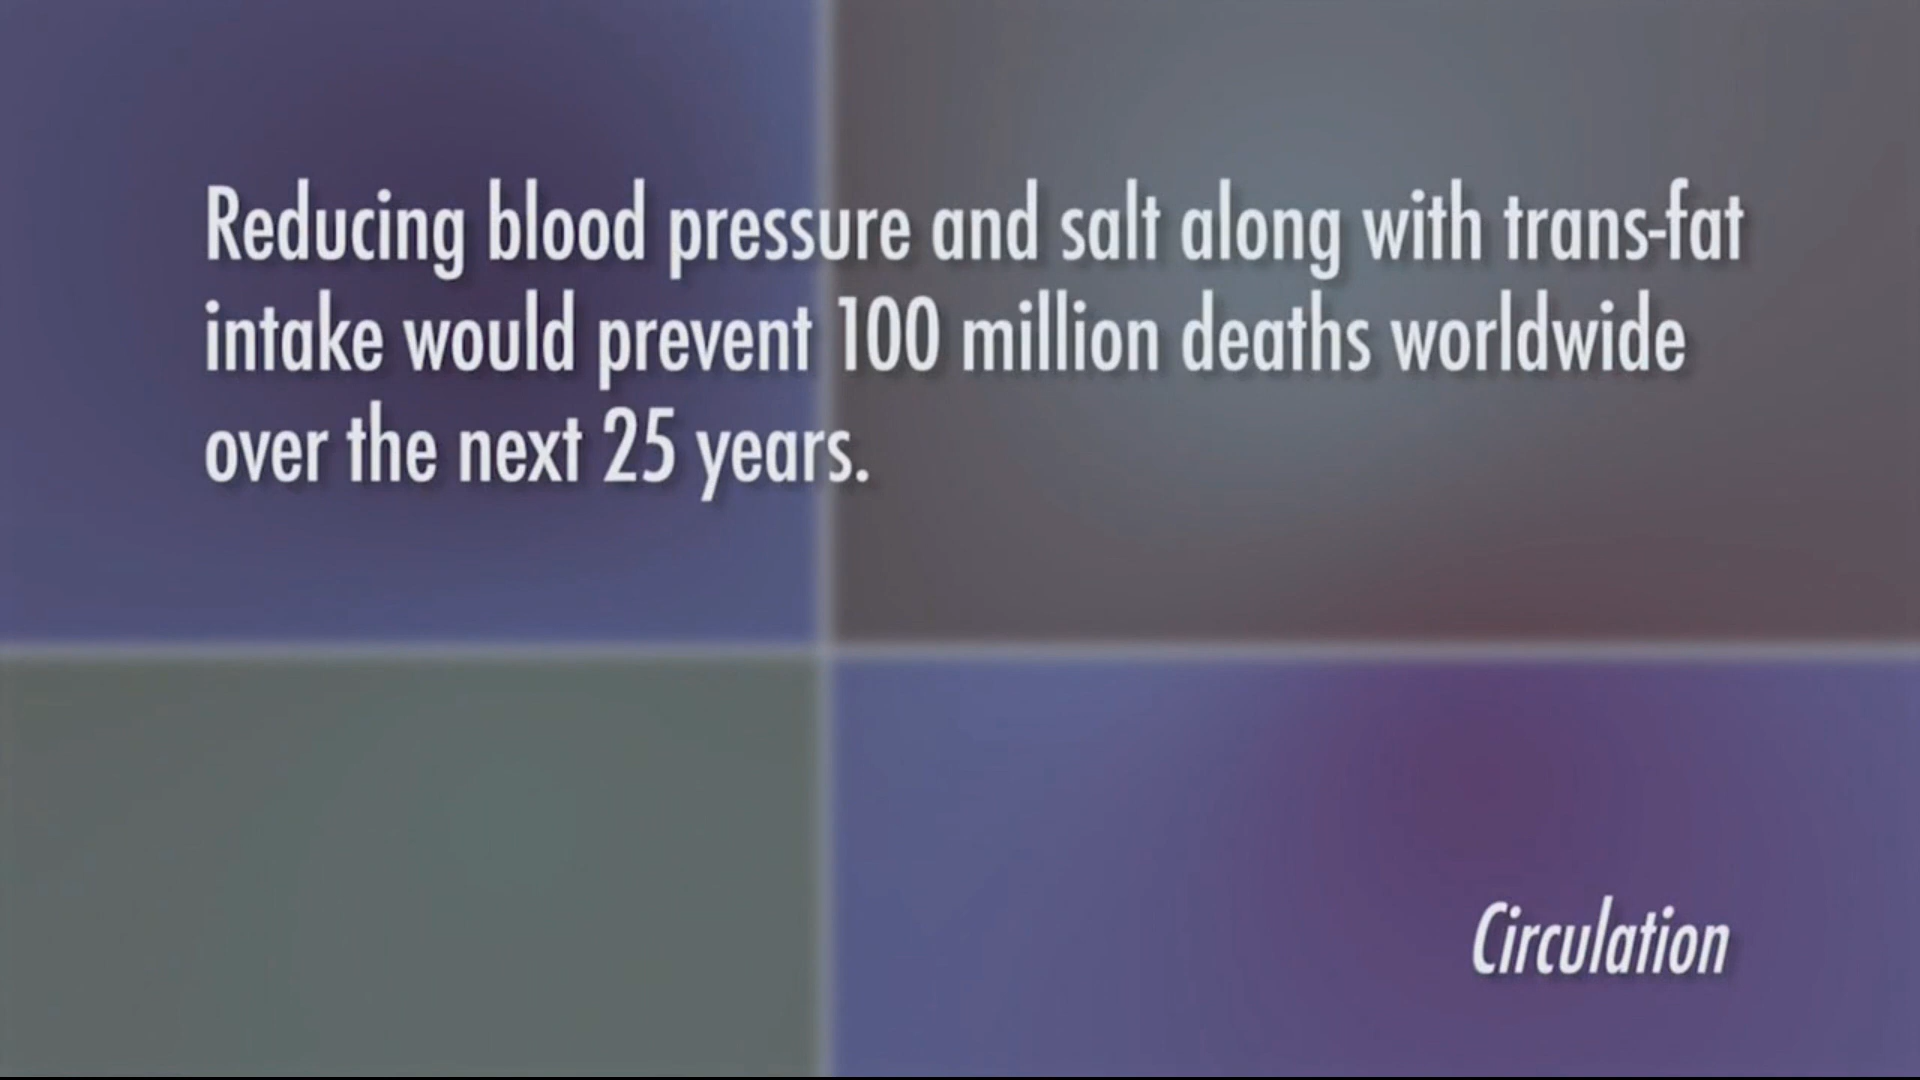 Reducing blood pressure and salt along with trans-fat
intake would prevent 100 million deaths worldwide
over the next 25 years.
Circulation